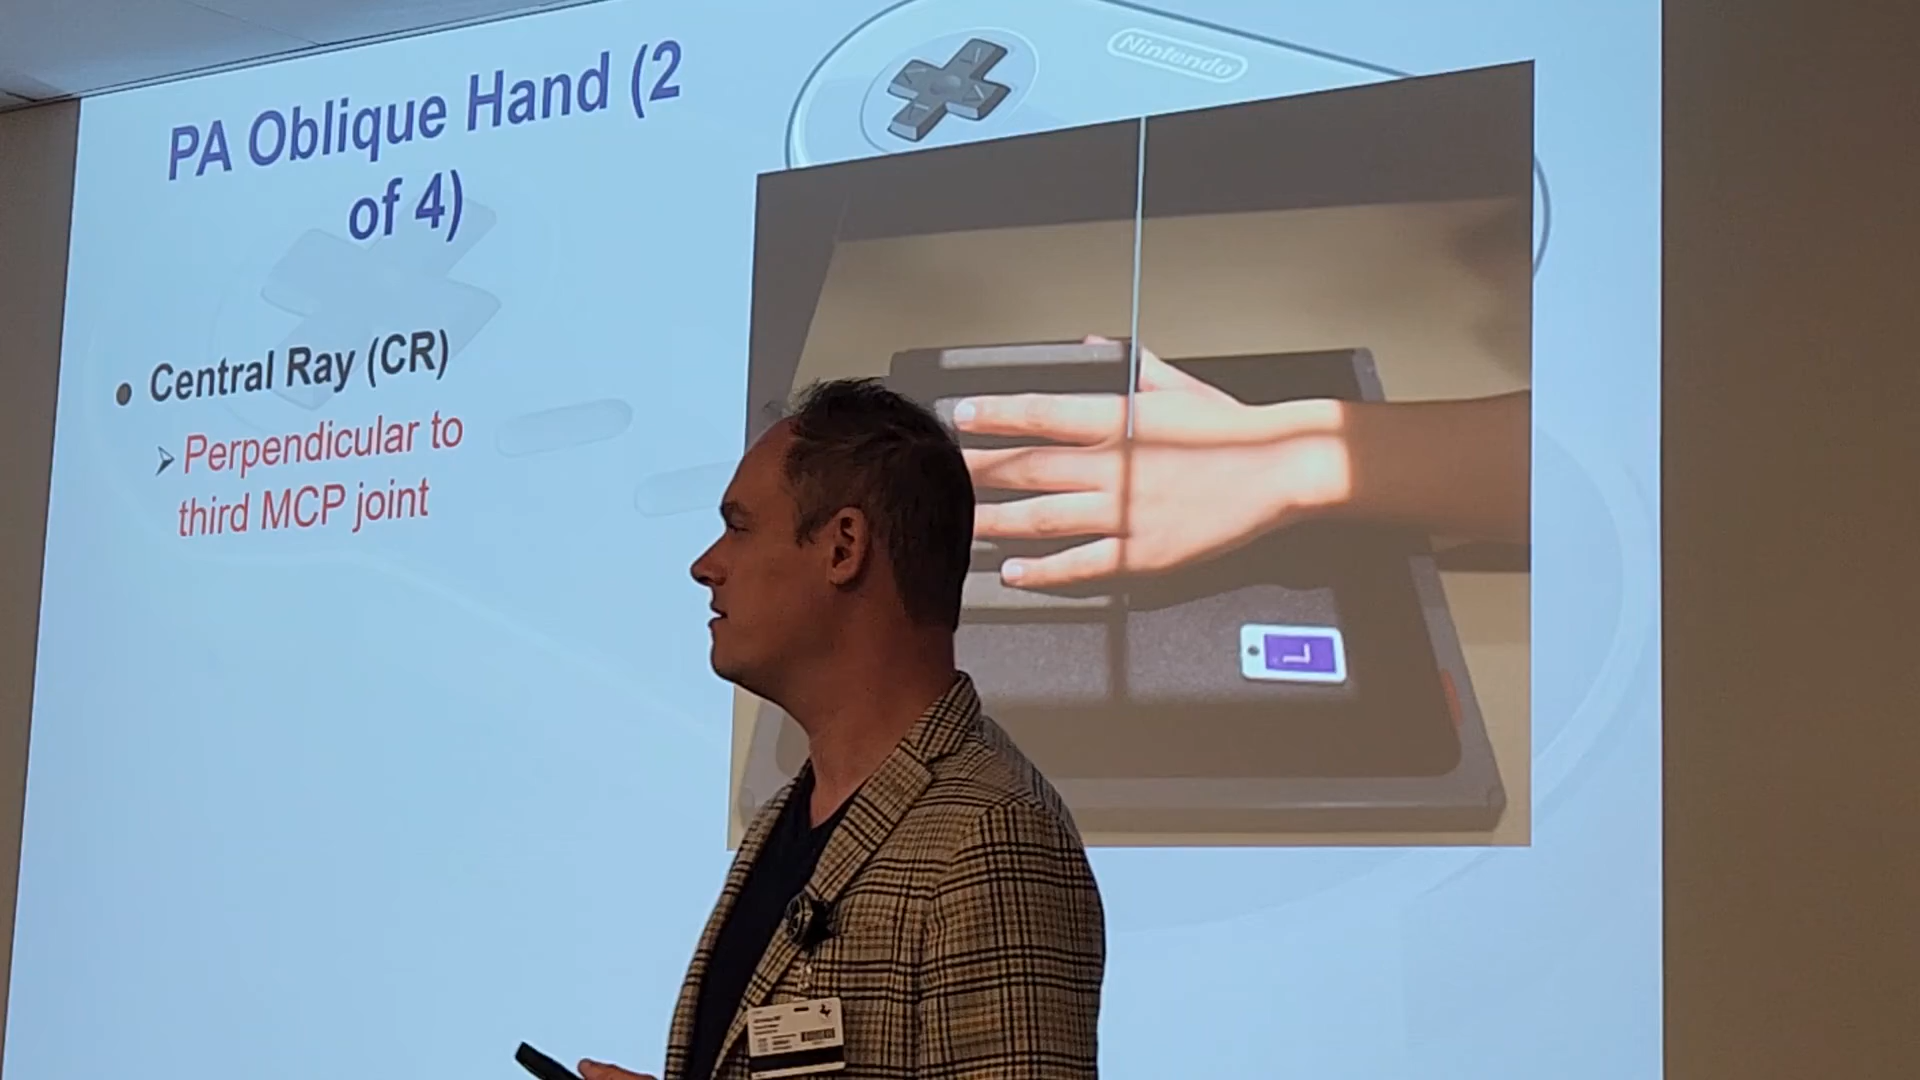 PA Oblique Hand (2
of 4)
Nintendo
• Central Ray (CR)
➢ Perpendicular to
third MCP joint
L